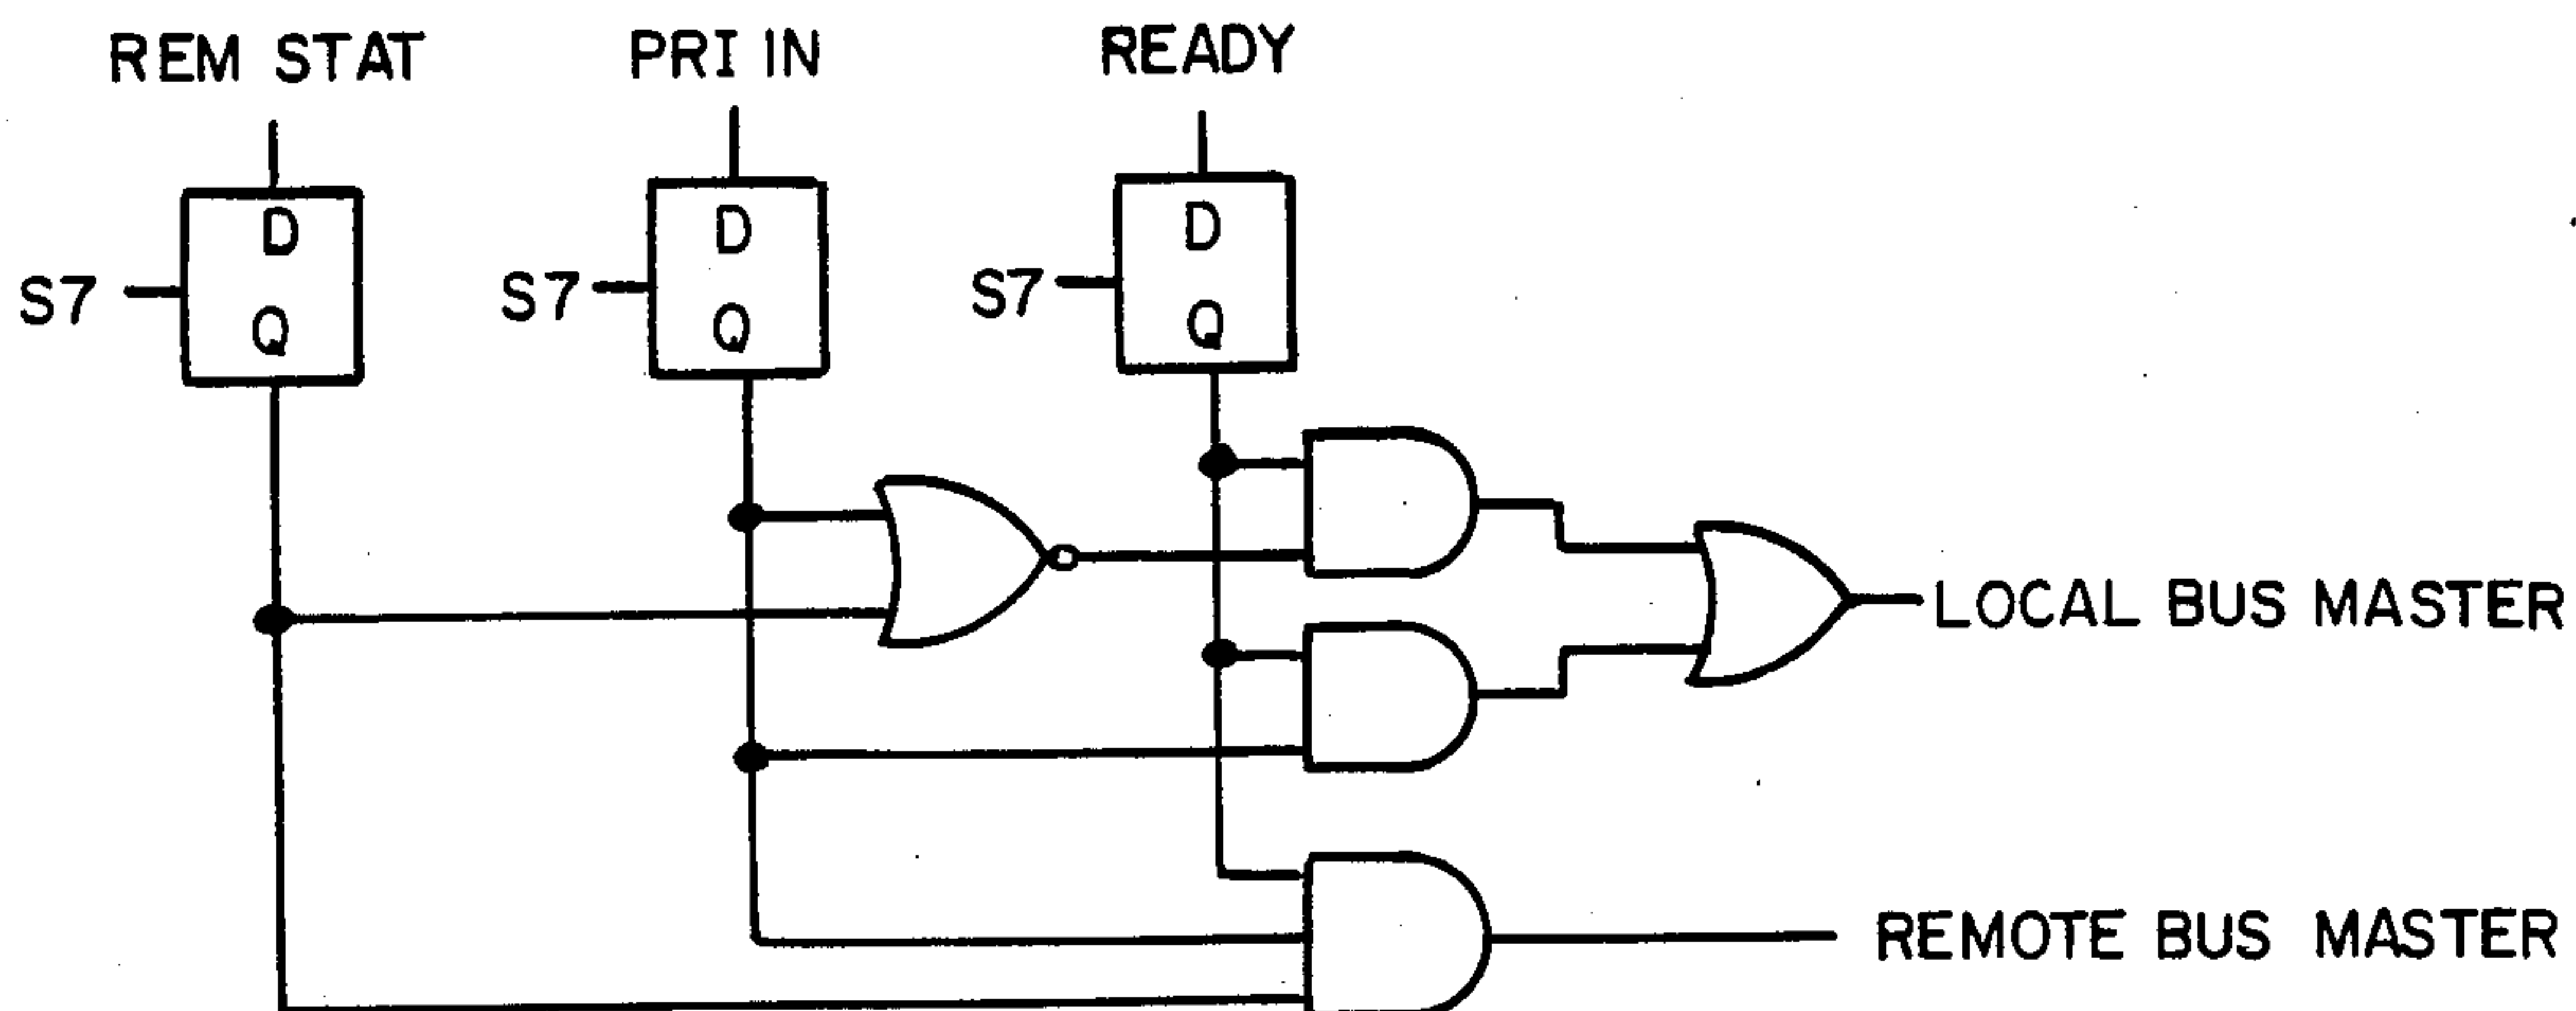 REM STAT
PRI IN
READY
D
D
D
S7
S7
S7
Q
Q
Q
LOCAL BUS MASTER
REMOTE BUS MASTER